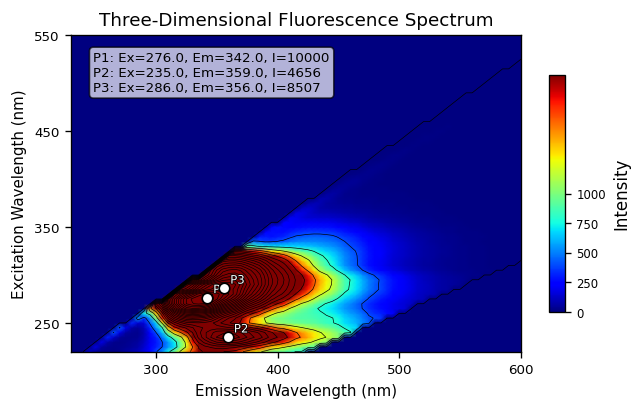 Three-Dimensional Fluorescence Spectrum
550
P1: Ex=276.0, Em=342.0, I=10000
P2: Ex=235.0, Em=359.0, I=4656
P3: Ex=286.0, Em=356.0, I=8507
450
350
250
Excitation Wavelength (nm)
P3
P2
300
400
500
600
Emission Wavelength (nm)
1000
750
500
250
0
Intensity